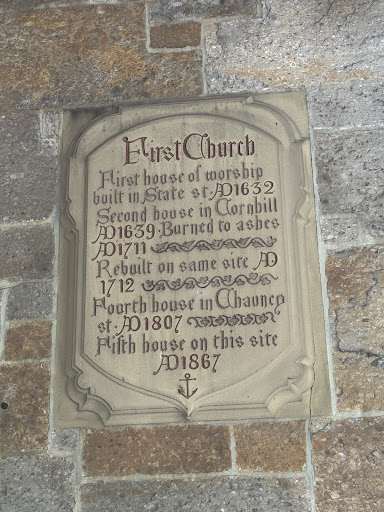 First Church
First house of worship
built in State st. AD 1632
Second house in Cornhill
AD 1639. Burned to ashes
AD 1711
Rebuilt on same site AD
1712
Fourth house in Chauncy
st. AD 1807
Fifth house on this site
AD 1867